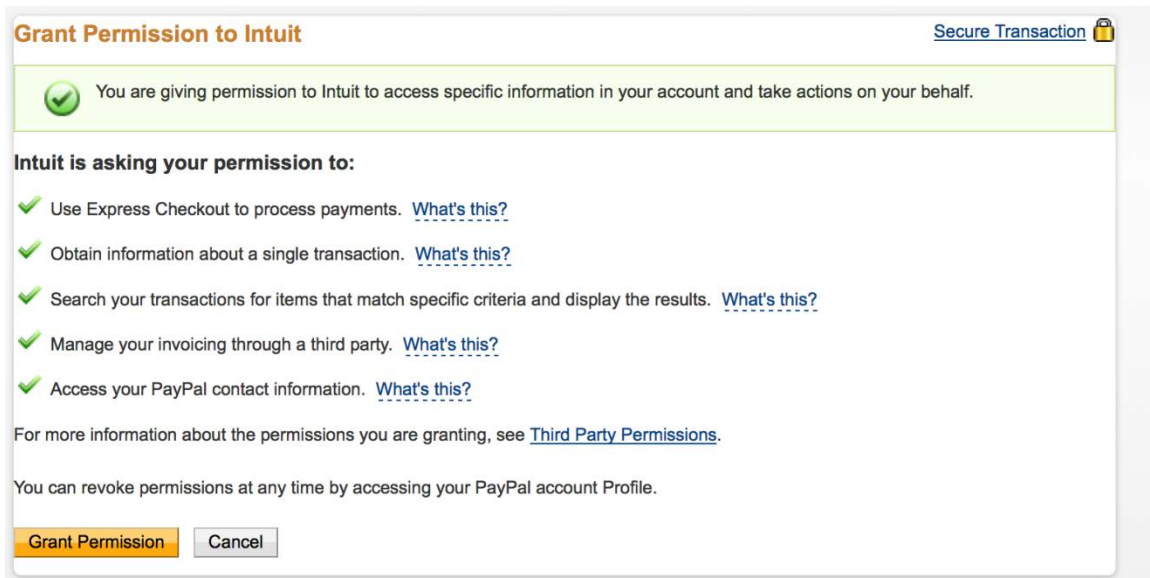 Grant Permission to Intuit
Secure Transaction
You are giving permission to Intuit to access specific information in your account and take actions on your behalf.
Intuit is asking your permission to:
Use Express Checkout to process payments. What's this?
Obtain information about a single transaction. What's this?
Search your transactions for items that match specific criteria and display the results. What's this?
Manage your invoicing through a third party. What's this?
Access your PayPal contact information. What's this?
For more information about the permissions you are granting, see Third Party Permissions.
You can revoke permissions at any time by accessing your PayPal account Profile.
Grant Permission Cancel